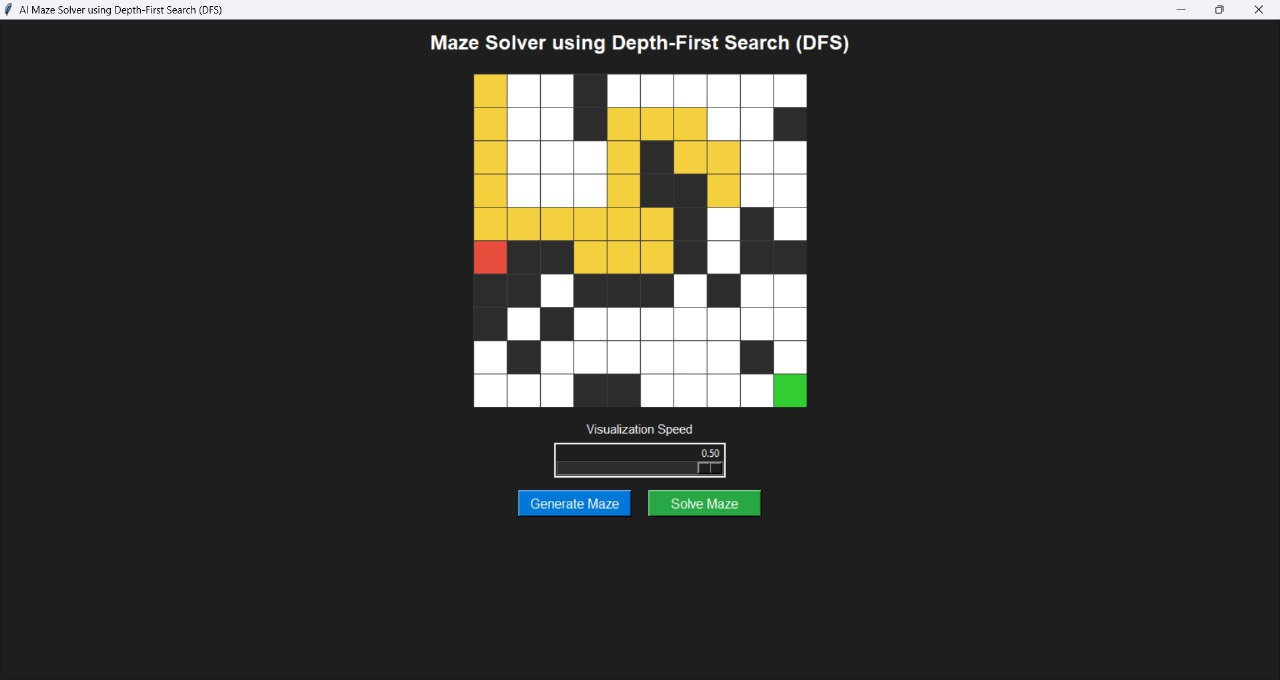 AI Maze Solver using Depth-First Search (DFS)
Maze Solver using Depth-First Search (DFS)
Visualization Speed
0.50
Generate Maze
Solve Maze